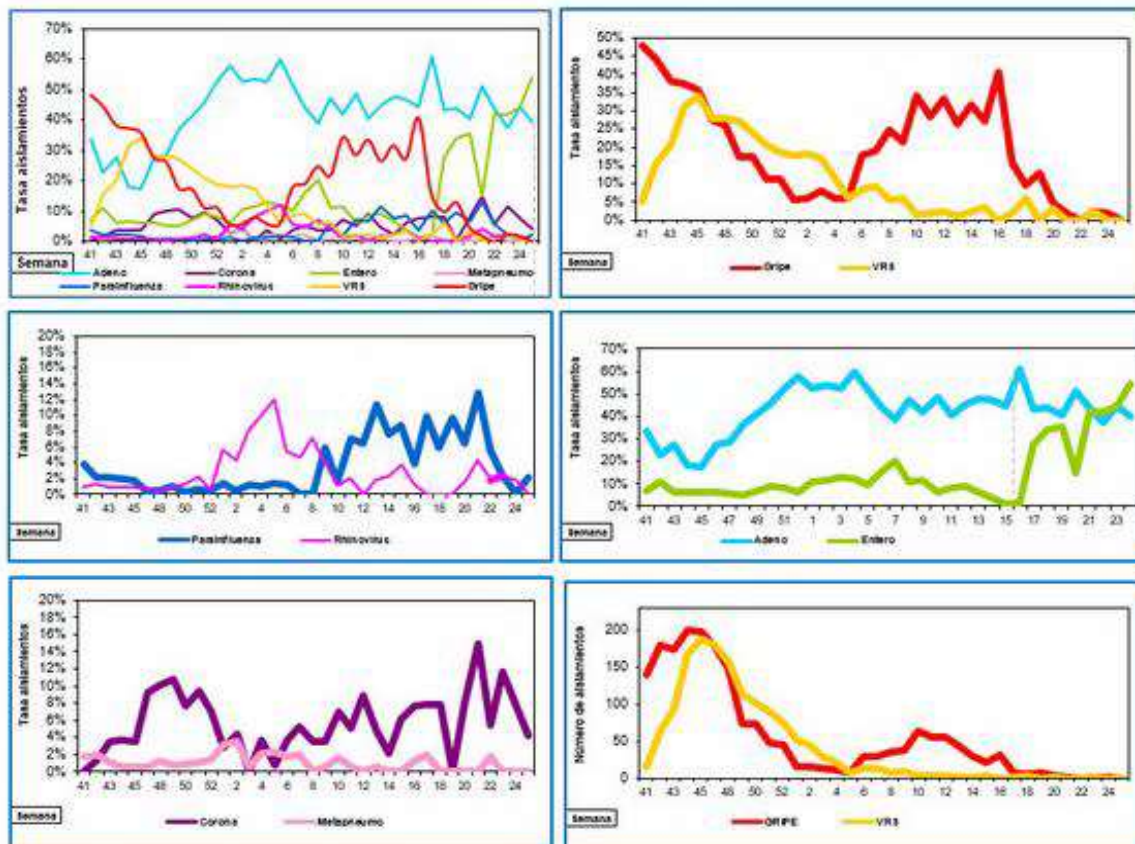 Tasa aislamientos
70%
60%
50%
40%
30%
20%
10%
0%
41 43 45 48 50 52 2 4 6 8 10 12 14 16 18 20 22 24
Semana
Adeno Corona Entero Metapneumo
Parainfluenza Rhinovirus VRS Gripe
Tasa aislamientos
50%
45%
40%
35%
30%
25%
20%
15%
10%
5%
0%
41 43 45 48 50 52 2 4 6 8 10 12 14 16 18 20 22 24
Semana
Gripe VRS
Tasa aislamientos
20%
18%
16%
14%
12%
10%
8%
6%
4%
2%
0%
41 43 45 48 50 52 2 4 6 8 10 12 14 16 18 20 22 24
Semana
Parainfluenza Rhinovirus
Tasa aislamientos
70%
60%
50%
40%
30%
20%
10%
0%
41 43 45 47 49 51 1 3 5 7 9 11 13 15 17 19 21 23
Semana
Adeno Entero
Tasa aislamientos
20%
18%
16%
14%
12%
10%
8%
6%
4%
2%
0%
41 43 45 48 50 52 2 4 6 8 10 12 14 16 18 20 22 24
Semana
Corona Metapneumo
Número de aislamientos
200
150
100
50
0
41 43 45 48 50 52 2 4 6 8 10 12 14 16 18 20 22 24
Semana
GRIPE VRS